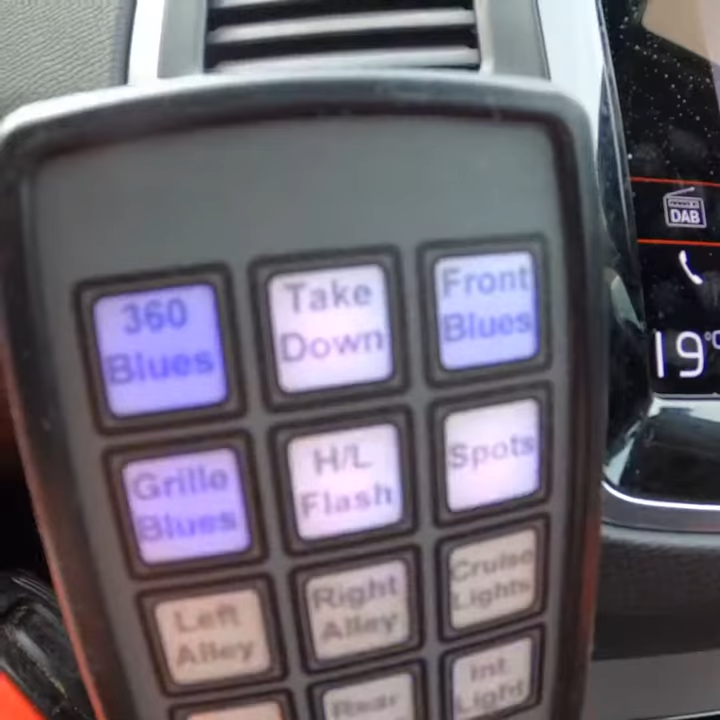 360
Blues
Take
Down
Front
Blues
Grille
Blues
H/L
Flash
Spots
Left
Alley
Right
Alley
Cruise
Lights
Rear
Int
Light
DAB
19°C